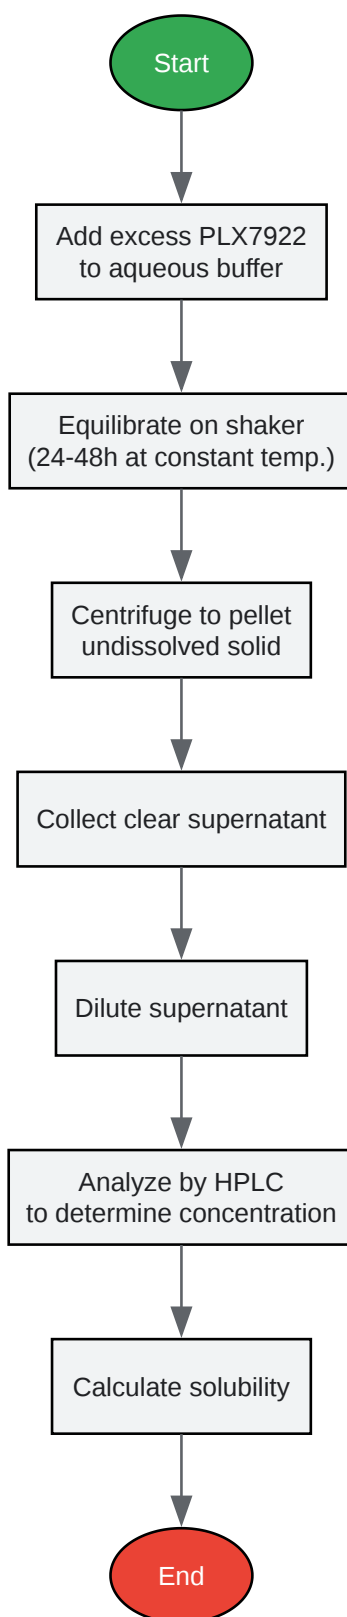 Start
Add excess PLX7922
to aqueous buffer
Equilibrate on shaker
(24-48h at constant temp.)
Centrifuge to pellet
undissolved solid
Collect clear supernatant
Dilute supernatant
Analyze by HPLC
to determine concentration
Calculate solubility
End